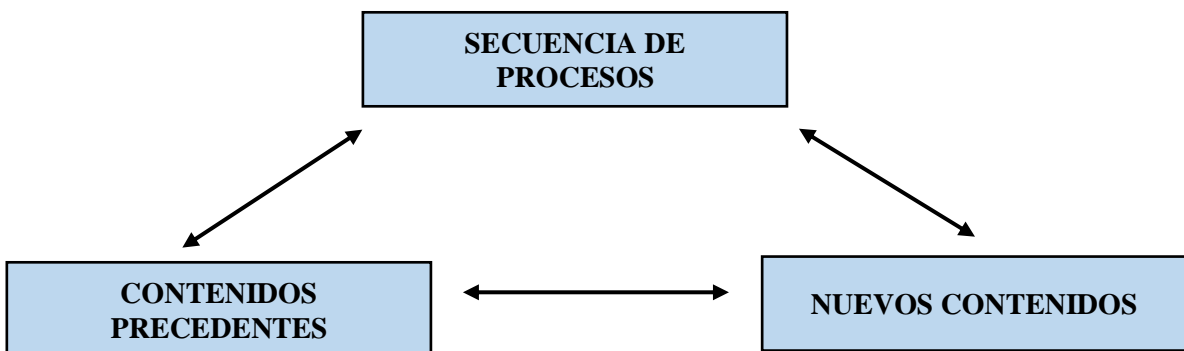 SECUENCIA DE
PROCESOS
CONTENIDOS
PRECEDENTES
NUEVOS CONTENIDOS